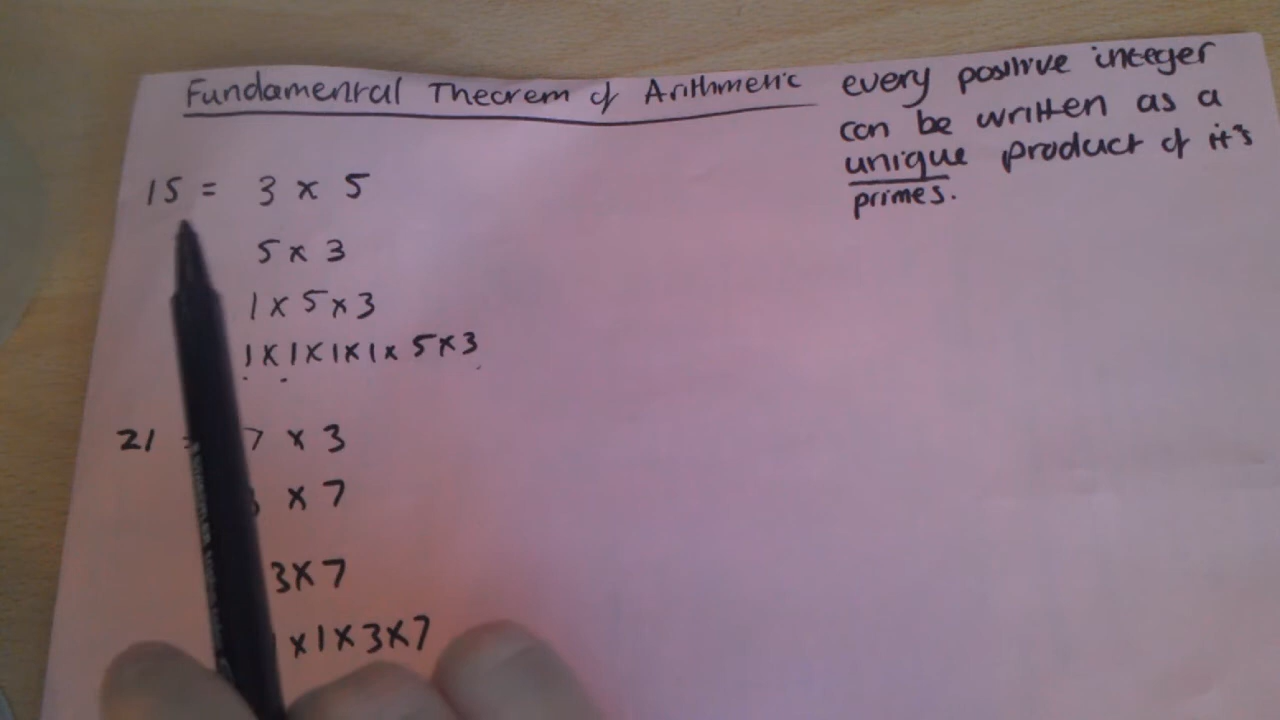 Fundamental Theorem of Arithmetic
every positive integer
can be written as a
unique product of it's
primes.
15 = 3 x 5
5 x 3
1 x 5 x 3
1 x 1 x 1 x 1 x 5 x 3
21 7 x 3
x 7
3 x 7
x 1 x 3 x 7